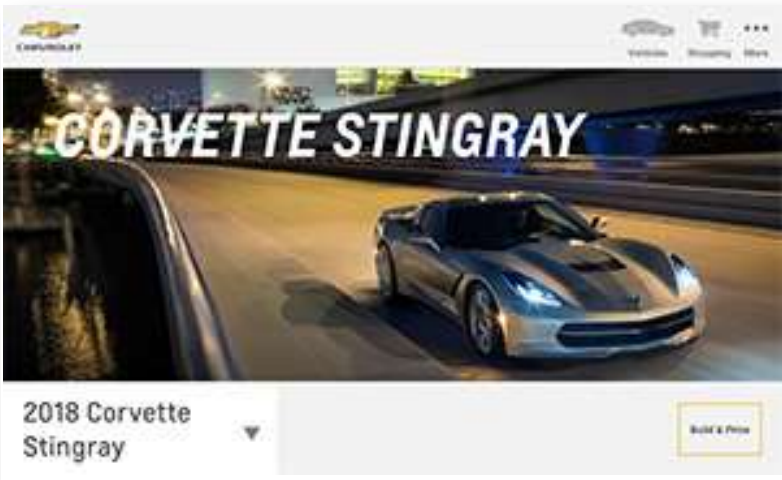 CHEVROLET
Vehicles Shopping More
CORVETTE STINGRAY
2018 Corvette
Stingray
Build & Price